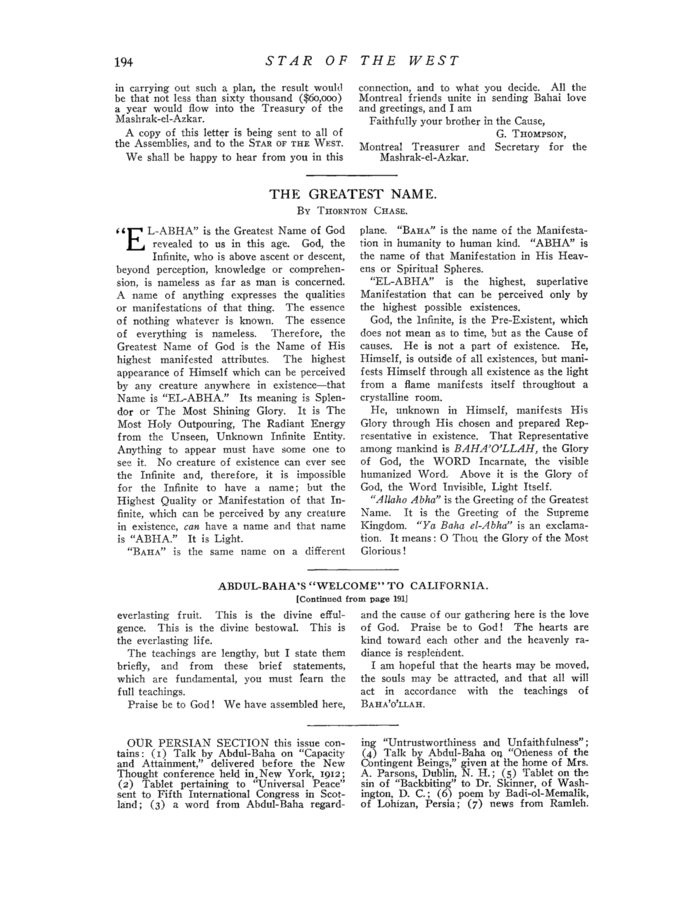 194
STAR OF THE WEST
in carrying out such a plan, the result would
be that not less than sixty thousand ($60,000)
a year would flow into the Treasury of the
Mashrak-el-Azkar.
A copy of this letter is being sent to all of
the Assemblies, and to the STAR OF THE WEST.
We shall be happy to hear from you in this
connection, and to what you decide. All the
Montreal friends unite in sending Bahai love
and greetings, and I am
Faithfully your brother in the Cause,
G. THOMPSON,
Montreal Treasurer and Secretary for the
Mashrak-el-Azkar.
THE GREATEST NAME.
BY THORNTON CHASE.
"EL-ABHA" is the Greatest Name of God
revealed to us in this age. God, the
Infinite, who is above ascent or descent,
beyond perception, knowledge or comprehen-
sion, is nameless as far as man is concerned.
A name of anything expresses the qualities
or manifestations of that thing. The essence
of nothing whatever is known. The essence
of everything is nameless. Therefore, the
Greatest Name of God is the Name of His
highest manifested attributes. The highest
appearance of Himself which can be perceived
by any creature anywhere in existence—that
Name is "EL-ABHA." Its meaning is Splen-
dor or The Most Shining Glory. It is The
Most Holy Outpouring, The Radiant Energy
from the Unseen, Unknown Infinite Entity.
Anything to appear must have some one to
see it. No creature of existence can ever see
the Infinite and, therefore, it is impossible
for the Infinite to have a name; but the
Highest Quality or Manifestation of that In-
finite, which can be perceived by any creature
in existence, can have a name and that name
is "ABHA." It is Light.
"BAHA" is the same name on a different
plane. "BAHA" is the name of the Manifesta-
tion in humanity to human kind. "ABHA" is
the name of that Manifestation in His Heav-
ens or Spiritual Spheres.
"EL-ABHA" is the highest, superlative
Manifestation that can be perceived only by
the highest possible existences.
God, the Infinite, is the Pre-Existent, which
does not mean as to time, but as the Cause of
causes. He is not a part of existence. He,
Himself, is outside of all existences, but mani-
fests Himself through all existence as the light
from a flame manifests itself throughout a
crystalline room.
He, unknown in Himself, manifests His
Glory through His chosen and prepared Rep-
resentative in existence. That Representative
among mankind is BAHA'O'LLAH, the Glory
of God, the WORD Incarnate, the visible
humanized Word. Above it is the Glory of
God, the Word Invisible, Light Itself.
"Allaho Abha" is the Greeting of the Greatest
Name. It is the Greeting of the Supreme
Kingdom. "Ya Baha el-Abha" is an exclama-
tion. It means: O Thou the Glory of the Most
Glorious!
ABDUL-BAHA'S "WELCOME" TO CALIFORNIA.
[Continued from page 191]
everlasting fruit. This is the divine efful-
gence. This is the divine bestowal. This is
the everlasting life.
The teachings are lengthy, but I state them
briefly, and from these brief statements,
which are fundamental, you must learn the
full teachings.
Praise be to God! We have assembled here,
and the cause of our gathering here is the love
of God. Praise be to God! The hearts are
kind toward each other and the heavenly ra-
diance is resplendent.
I am hopeful that the hearts may be moved,
the souls may be attracted, and that all will
act in accordance with the teachings of
BAHA'O'LLAH.
OUR PERSIAN SECTION this issue con-
tains: (1) Talk by Abdul-Baha on "Capacity
and Attainment," delivered before the New
Thought conference held in New York, 1912;
(2) Tablet pertaining to "Universal Peace"
sent to Fifth International Congress in Scot-
land; (3) a word from Abdul-Baha regard-
ing "Untrustworthiness and Unfaithfulness";
(4) Talk by Abdul-Baha on "Oneness of the
Contingent Beings," given at the home of Mrs.
A. Parsons, Dublin, N. H.; (5) Tablet on the
sin of "Backbiting" to Dr. Skinner, of Wash-
ington, D. C.; (6) poem by Badi-ol-Memalik,
of Lohizan, Persia; (7) news from Ramleh.